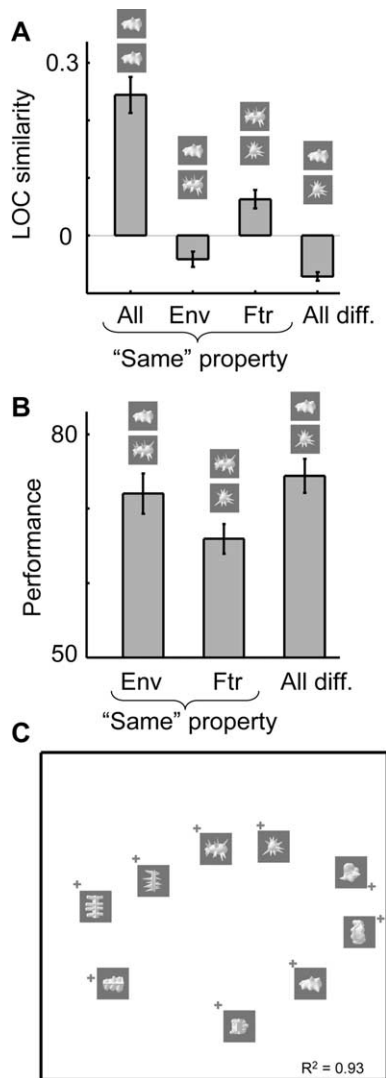 A
0.3
LOC similarity
0
All Env Ftr All diff.
“Same” property
B
80
Performance
50
Env Ftr All diff.
“Same” property
C
R² = 0.93